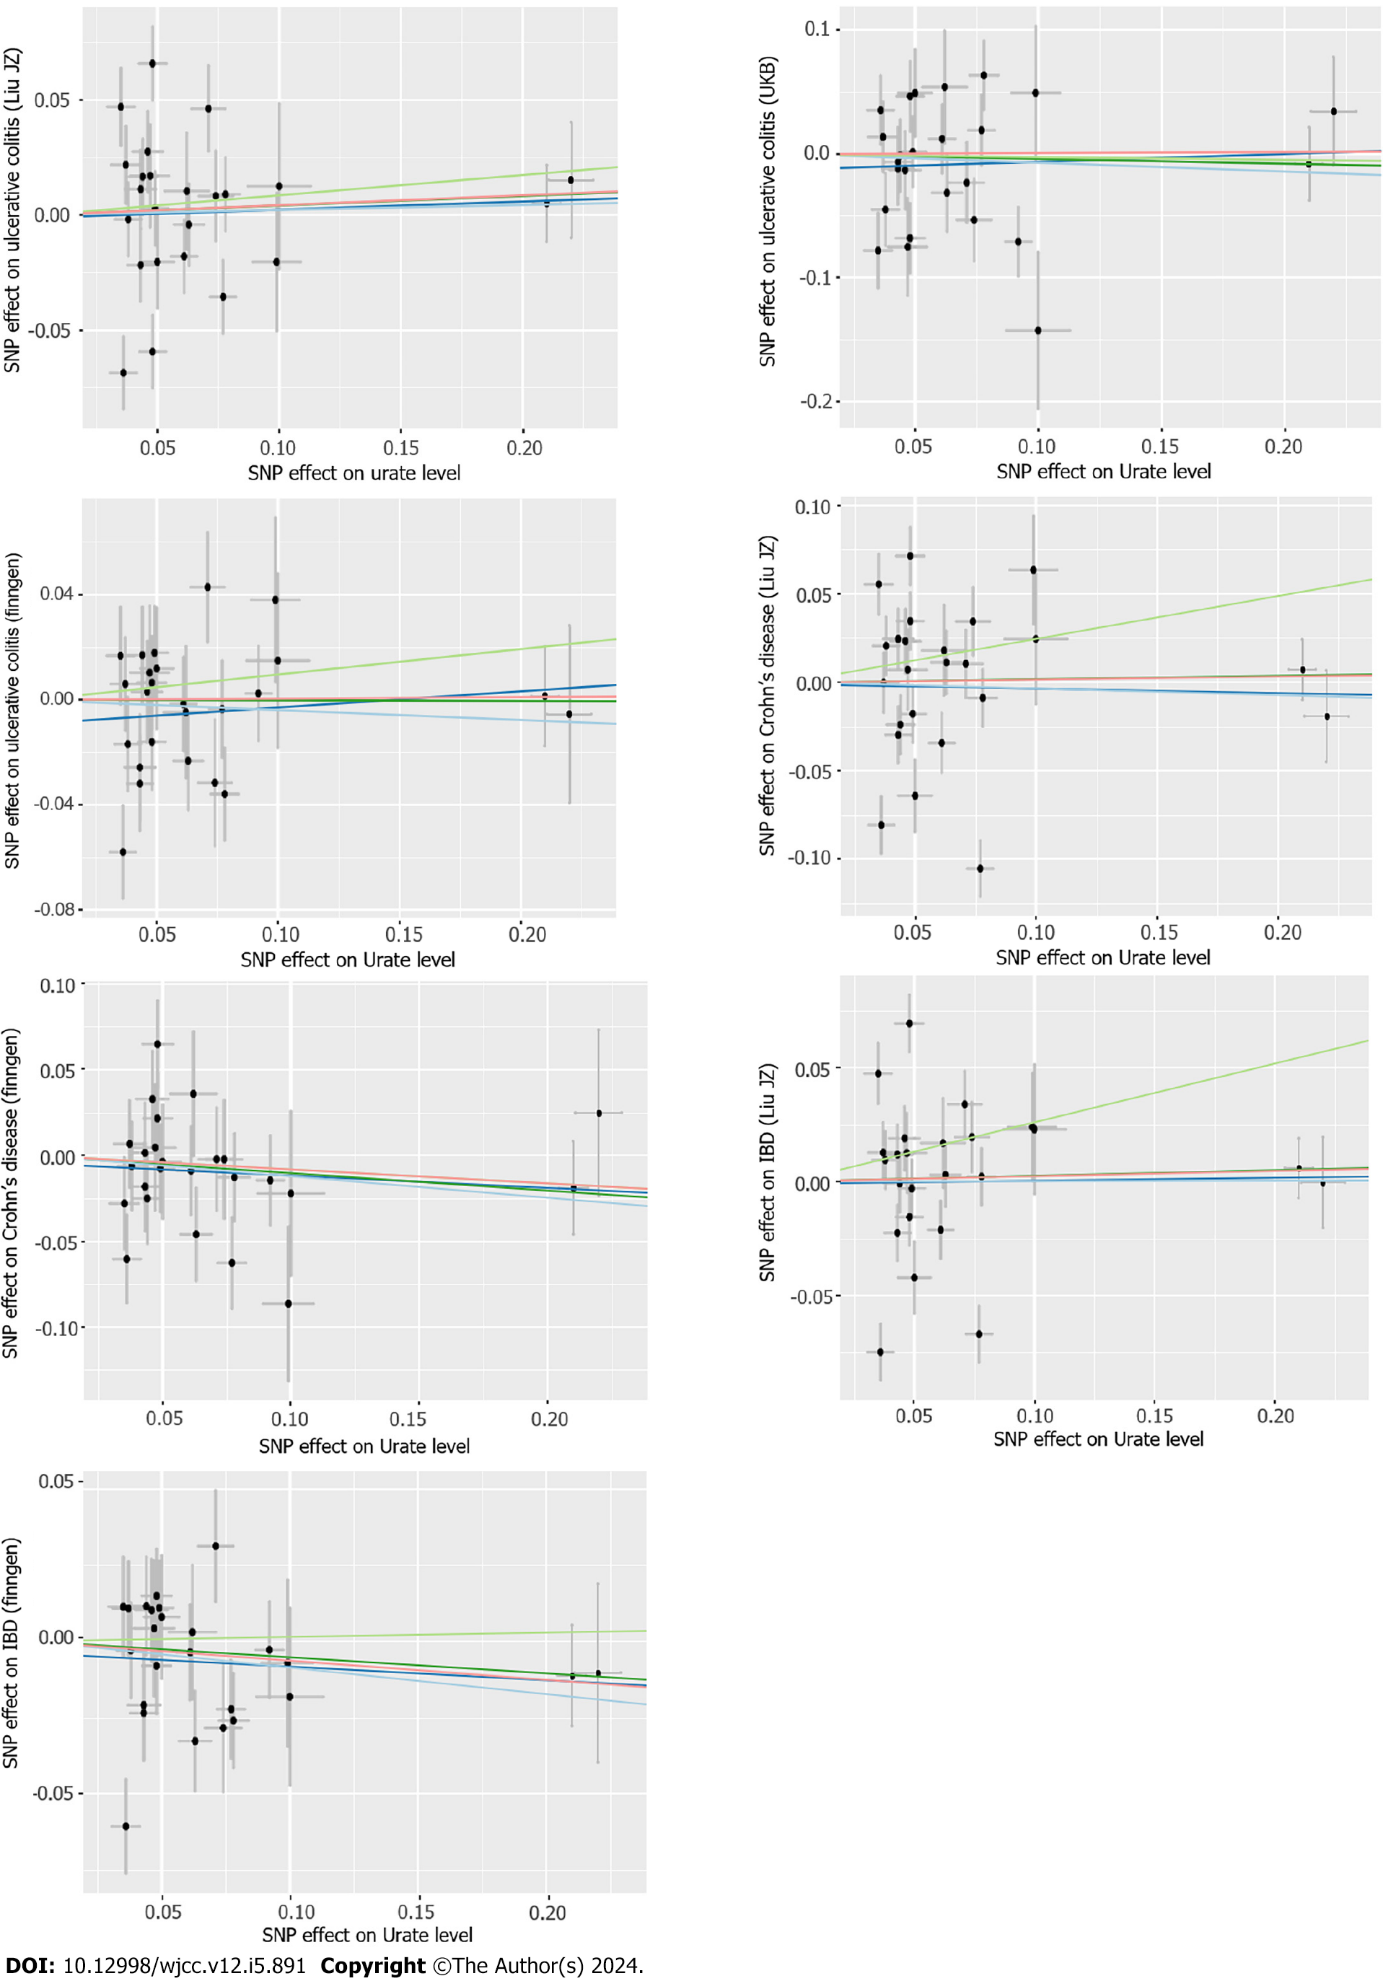 SNP effect on ulcerative colitis (Liu JZ)
0.05
0.00
-0.05
0.05 0.10 0.15 0.20
SNP effect on urate level
SNP effect on ulcerative colitis (UKB)
0.1
0.0
-0.1
-0.2
0.05 0.10 0.15 0.20
SNP effect on Urate level
SNP effect on ulcerative colitis (finngen)
0.04
0.00
-0.04
-0.08
0.05 0.10 0.15 0.20
SNP effect on Urate level
SNP effect on Crohn's disease (Liu JZ)
0.10
0.05
0.00
-0.05
-0.10
0.05 0.10 0.15 0.20
SNP effect on Urate level
SNP effect on Crohn's disease (finngen)
0.10
0.05
0.00
-0.05
-0.10
0.05 0.10 0.15 0.20
SNP effect on Urate level
SNP effect on IBD (Liu JZ)
0.05
0.00
-0.05
0.05 0.10 0.15 0.20
SNP effect on Urate level
SNP effect on IBD (finngen)
0.05
0.00
-0.05
0.05 0.10 0.15 0.20
SNP effect on Urate level
DOI: 10.12998/wjcc.v12.i5.891 Copyright ©The Author(s) 2024.